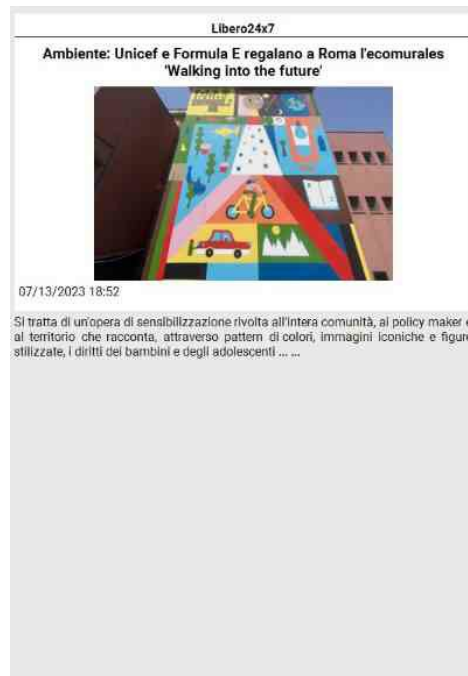 Libero24x7
Ambiente: Unicef e Formula E regalano a Roma l'ecomurales
'Walking into the future'
07/13/2023 18:52
Si tratta di un'opera di sensibilizzazione rivolta all'intera comunità, ai policy maker e
al territorio che racconta, attraverso pattern di colori, immagini iconiche e figure
stilizzate, i diritti dei bambini e degli adolescenti ... ...